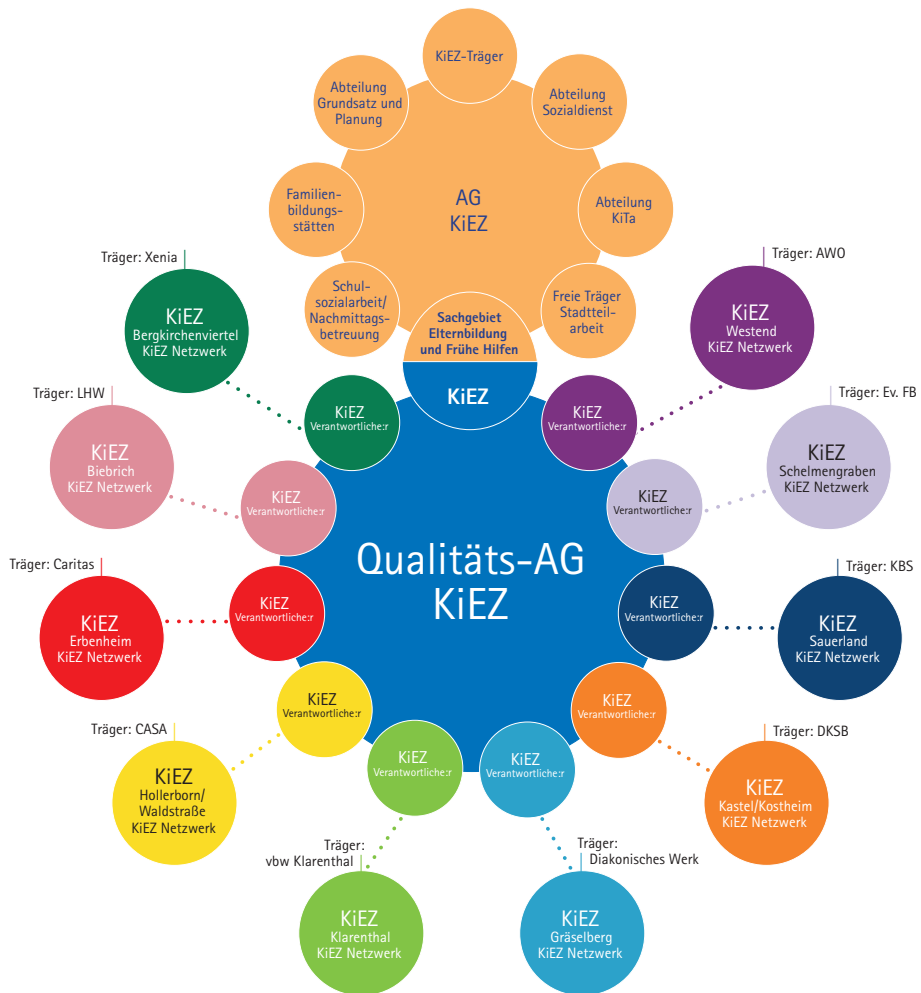 KiEZ-Träger
Abteilung
Grundsatz und
Planung
Abteilung
Sozialdienst
Familien-
bildungs-
stätten
AG
KiEZ
Abteilung
KiTa
Schul-
sozialarbeit/
Nachmittags-
betreuung
Sachgebiet
Elternbildung
und Frühe Hilfen
Freie Träger
Stadtteil-
arbeit
KiEZ
Träger: Xenia
KiEZ
Bergkirchenviertel
KiEZ Netzwerk
KiEZ
Verantwortliche:r
Träger: AWO
KiEZ
Westend
KiEZ Netzwerk
KiEZ
Verantwortliche:r
Träger: LHW
KiEZ
Biebrich
KiEZ Netzwerk
KiEZ
Verantwortliche:r
Träger: Ev. FB
KiEZ
Schelmengraben
KiEZ Netzwerk
KiEZ
Verantwortliche:r
Qualitäts-AG
KiEZ
Träger: Caritas
KiEZ
Erbenheim
KiEZ Netzwerk
KiEZ
Verantwortliche:r
Träger: KBS
KiEZ
Sauerland
KiEZ Netzwerk
KiEZ
Verantwortliche:r
Träger: CASA
KiEZ
Hollerborn/
Waldstraße
KiEZ Netzwerk
KiEZ
Verantwortliche:r
Träger: DKSB
KiEZ
Kastel/Kostheim
KiEZ Netzwerk
KiEZ
Verantwortliche:r
Träger:
vbw Klarenthal
KiEZ
Klarenthal
KiEZ Netzwerk
KiEZ
Verantwortliche:r
Träger:
Diakonisches Werk
KiEZ
Gräselberg
KiEZ Netzwerk
KiEZ
Verantwortliche:r